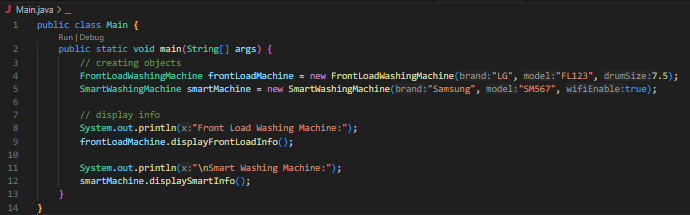 Main.java > ...
1 public class Main {
Run | Debug
2 public static void main(String[] args) {
3 // creating objects
4 FrontLoadWashingMachine frontLoadMachine = new FrontLoadWashingMachine(brand:"LG", model:"FL123", drumSize:7.5);
5 SmartWashingMachine smartMachine = new SmartWashingMachine(brand:"Samsung", model:"SM567", wifiEnable:true);
6
7 // display info
8 System.out.println(x:"Front Load Washing Machine:");
9 frontLoadMachine.displayFrontLoadInfo();
10
11 System.out.println(x:"\nSmart Washing Machine:");
12 smartMachine.displaySmartInfo();
13 }
14 }